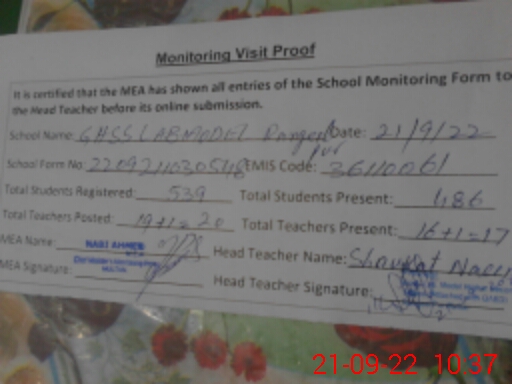 Monitoring Visit Proof
It is certified that the MEA has shown all entries of the School Monitoring Form to
the Head Teacher before its online submission.
School Name: GHSS LAB MODEL Date: 21/9/22
School Form No: EMIS Code: 36110061
Total Students Registered: 539 Total Students Present: 486
Total Teachers Posted: 19+1=20 Total Teachers Present: 16+1=17
MEA Name: NABI AHMED Head Teacher Name: Shaukat
MEA Signature: Head Teacher Signature:
21-09-22 10:37